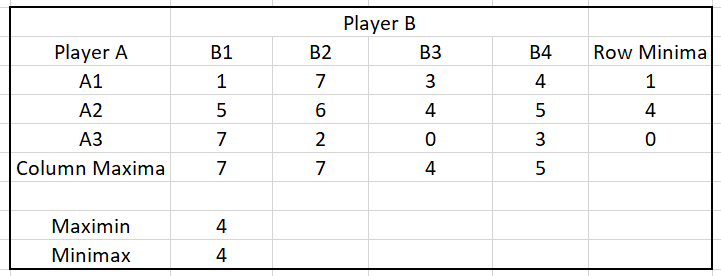 Player B
Player A B1 B2 B3 B4 Row Minima
A1 1 7 3 4 1
A2 5 6 4 5 4
A3 7 2 0 3 0
Column Maxima 7 7 4 5
Maximin 4
Minimax 4